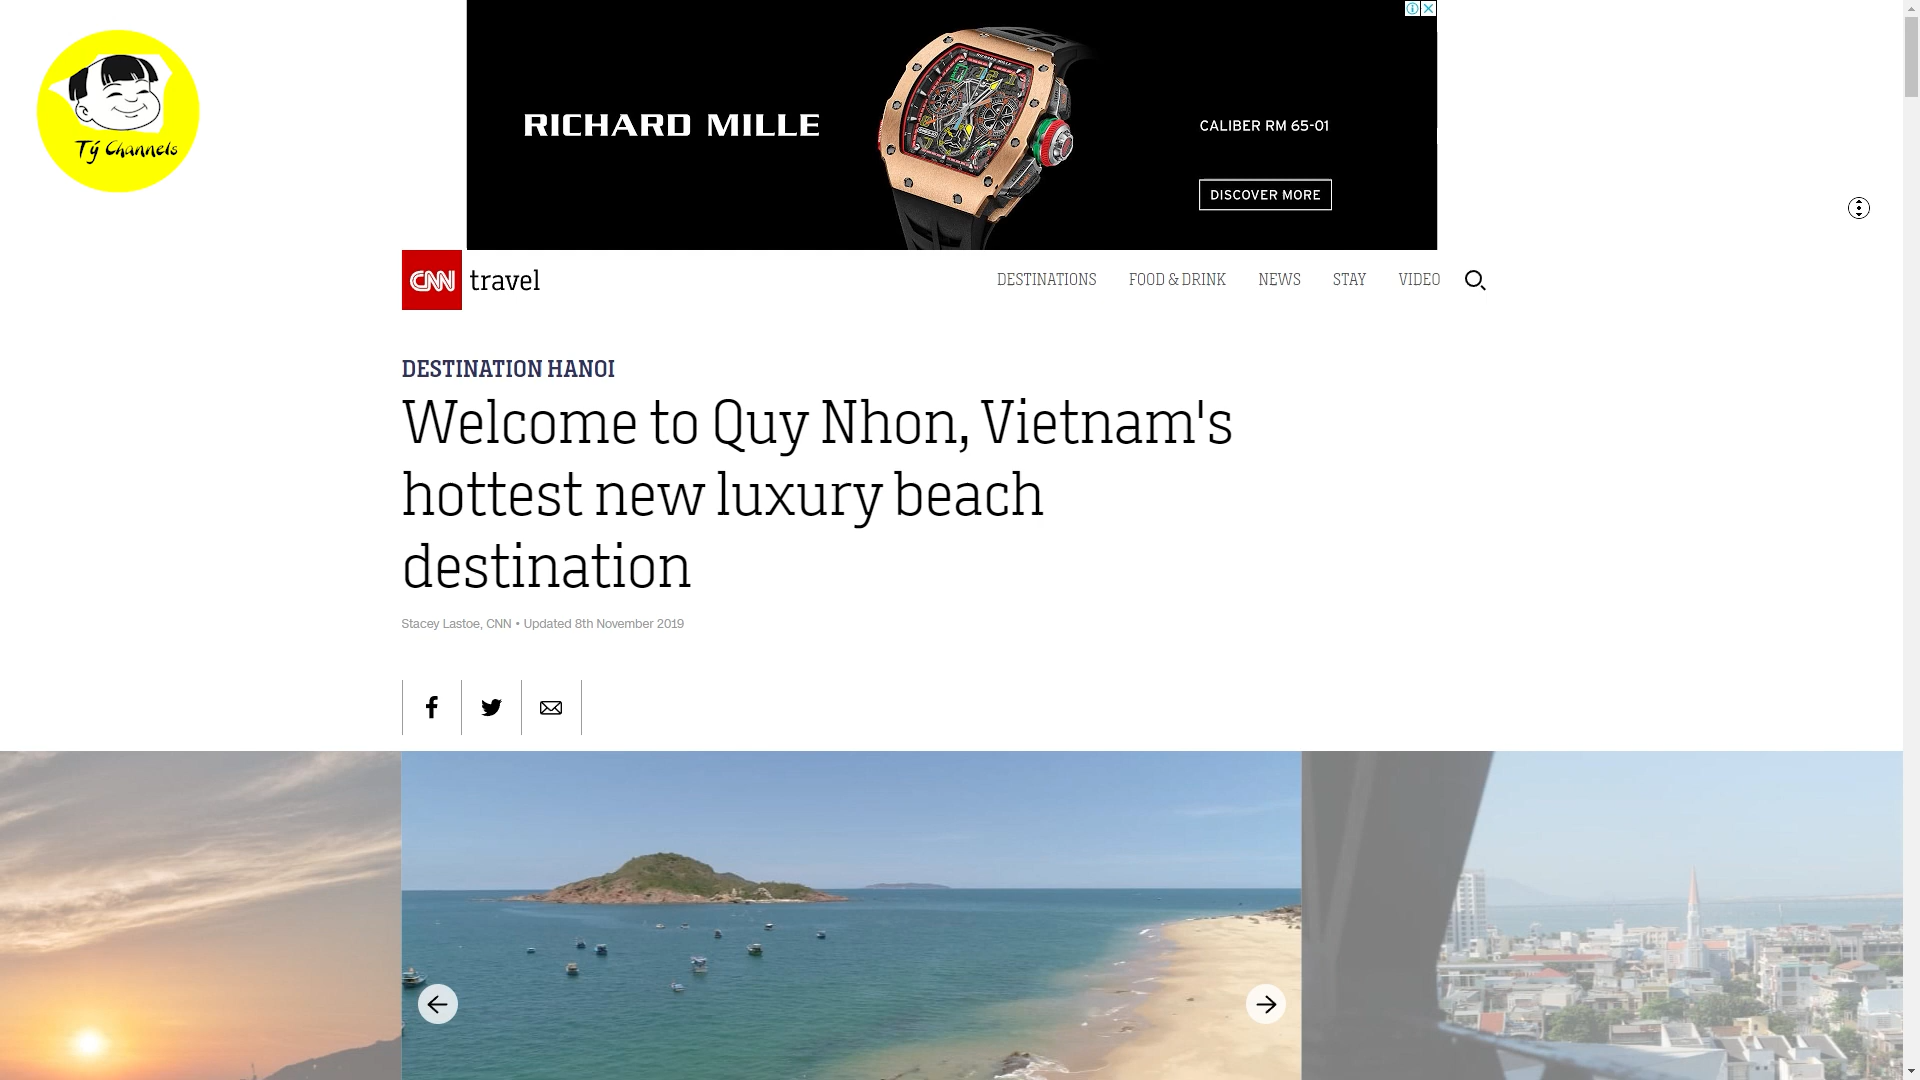 Tý Channels
RICHARD MILLE
CALIBER RM 65-01
DISCOVER MORE
CNN travel
DESTINATIONS FOOD & DRINK NEWS STAY VIDEO
DESTINATION HANOI
Welcome to Quy Nhon, Vietnam's
hottest new luxury beach
destination
Stacey Lastoe, CNN • Updated 8th November 2019